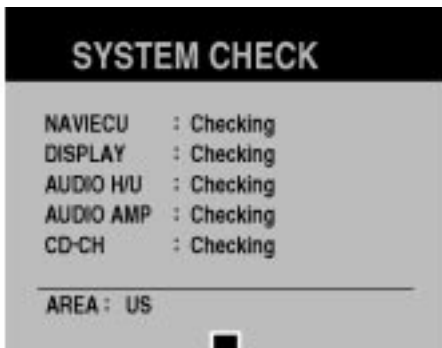 SYSTEM CHECK
NAVIECU : Checking
DISPLAY : Checking
AUDIO H/U : Checking
AUDIO AMP : Checking
CD-CH : Checking
AREA : US